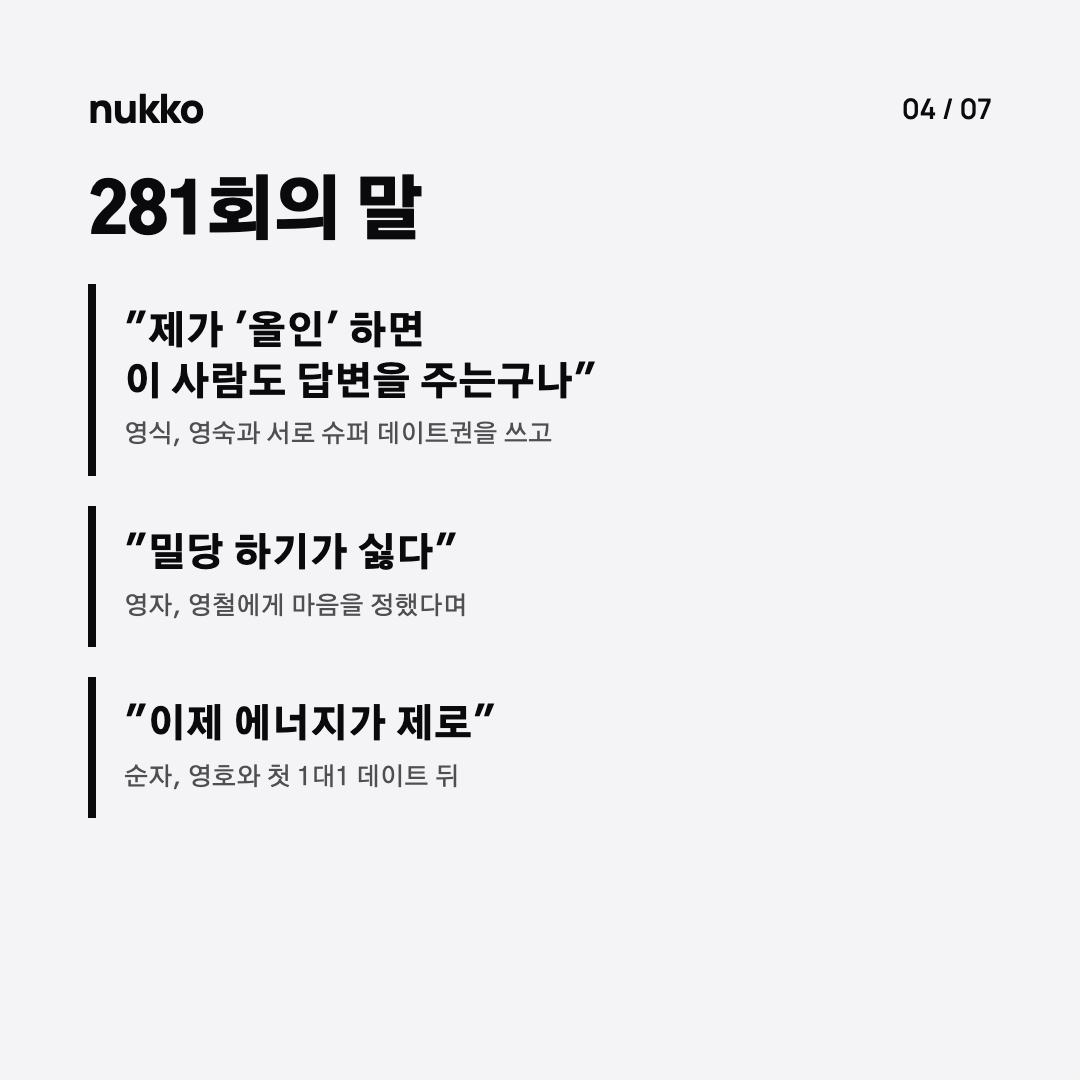 nukko
04 / 07
281회의 말
"제가 '올인' 하면
이 사람도 답변을 주는구나"
영식, 영숙과 서로 슈퍼 데이트권을 쓰고
"밀당 하기가 싫다"
영자, 영철에게 마음을 정했다며
"이제 에너지가 제로"
순자, 영호와 첫 1대1 데이트 뒤